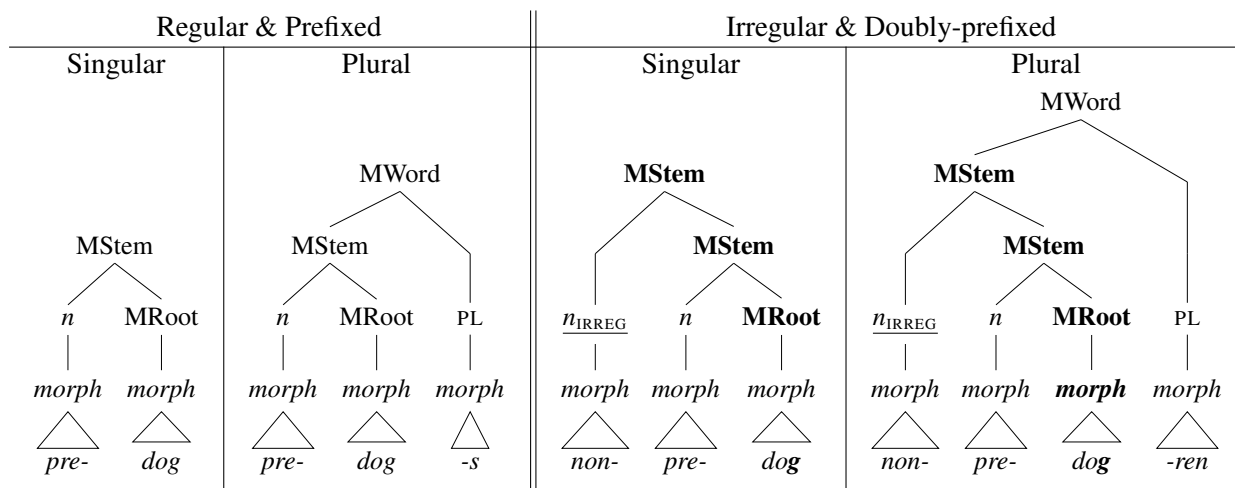 Regular & Prefixed Irregular & Doubly-prefixed
Singular Plural Singular Plural
MWord
MWord MStem MStem
MStem MStem MStem MStem
n MRoot n MRoot PL nIRREG n MRoot nIRREG n MRoot PL
morph morph morph morph morph morph morph morph morph morph morph morph
pre- dog pre- dog -s non- pre- dog non- pre- dog -ren